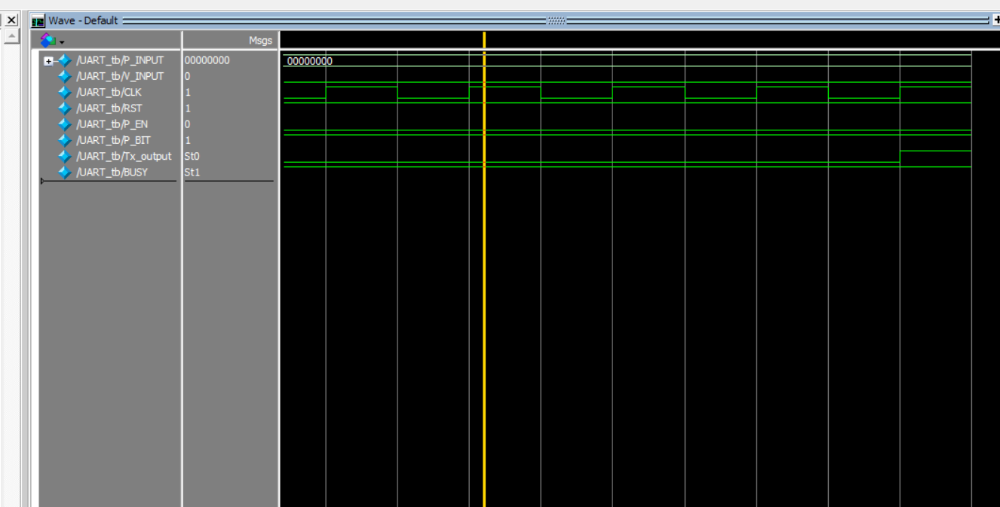 Wave - Default
Msgs
/UART_tb/P_INPUT 00000000 00000000
/UART_tb/V_INPUT 0
/UART_tb/CLK 1
/UART_tb/RST 1
/UART_tb/P_EN 0
/UART_tb/P_BIT 1
/UART_tb/Tx_output St0
/UART_tb/BUSY St1